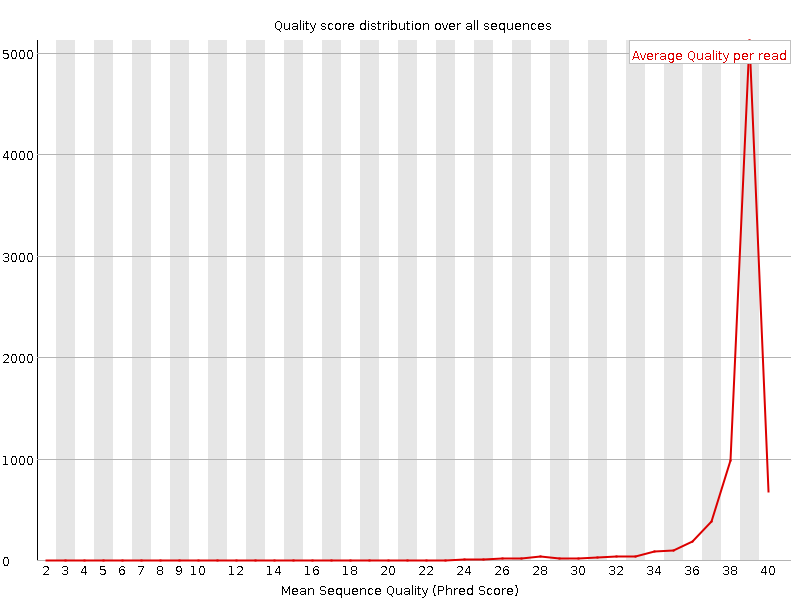 Quality score distribution over all sequences
Average Quality per read
5000
4000
3000
2000
1000
0
2 3 4 5 6 7 8 9 10 12 14 16 18 20 22 24 26 28 30 32 34 36 38 40
Mean Sequence Quality (Phred Score)